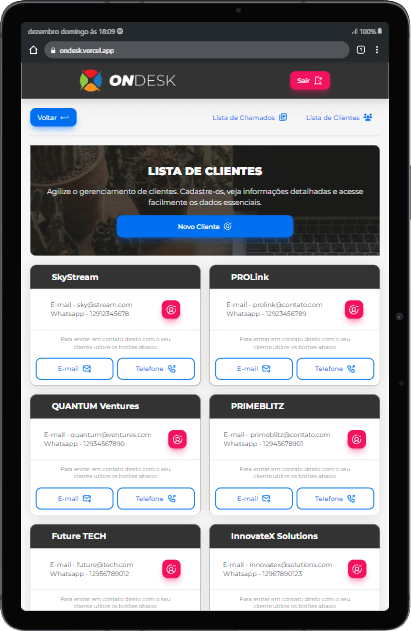 dezembro domingo às 18:09
100%
ondesk.vercel.app
1
ONDESK
Sair
Voltar
Lista de Chamados
Lista de Clientes
LISTA DE CLIENTES
Agilize o gerenciamento de clientes. Cadastre-os, veja informações detalhadas e acesse
facilmente os dados essenciais.
Novo Cliente
SkyStream
E-mail - sky@stream.com
Whatsapp - 12912345678
Para entrar em contato direto com o seu
cliente utilize os botões abaixo
E-mail
Telefone
PROLink
E-mail - prolink@contato.com
Whatsapp - 12923456789
Para entrar em contato direto com o seu
cliente utilize os botões abaixo
E-mail
Telefone
QUANTUM Ventures
E-mail - quantum@ventures.com
Whatsapp - 12934567890
Para entrar em contato direto com o seu
cliente utilize os botões abaixo
E-mail
Telefone
PRIMEBLITZ
E-mail - primeblitz@contato.com
Whatsapp - 12945678901
Para entrar em contato direto com o seu
cliente utilize os botões abaixo
E-mail
Telefone
Future TECH
E-mail - future@tech.com
Whatsapp - 12956789012
Para entrar em contato direto com o seu
cliente utilize os botões abaixo
InnovateX Solutions
E-mail - innovatex@solutions.com
Whatsapp - 12967890123
Para entrar em contato direto com o seu
cliente utilize os botões abaixo